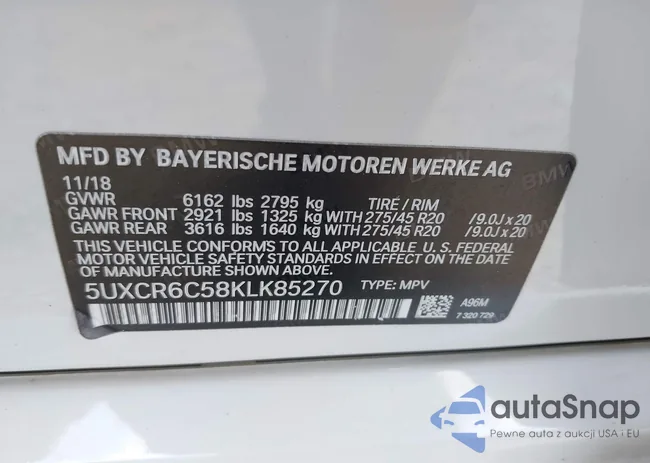 MFD BY BAYERISCHE MOTOREN WERKE AG
11/18
GVWR 6162 lbs 2795 kg TIRE / RIM
GAWR FRONT 2921 lbs 1325 kg WITH 275/45 R20 /9.0J x 20
GAWR REAR 3616 lbs 1640 kg WITH 275/45 R20 /9.0J x 20
THIS VEHICLE CONFORMS TO ALL APPLICABLE U. S. FEDERAL
MOTOR VEHICLE SAFETY STANDARDS IN EFFECT ON THE
DATE OF MANUFACTURE SHOWN ABOVE.
5UXCR6C58KLK85270 TYPE: MPV
A96M
7 320 729
BMW
autaSnap
Pewne auta z aukcji USA i EU